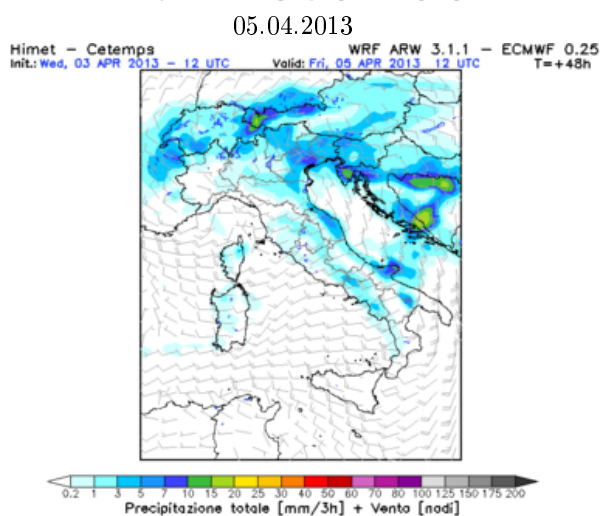 05.04.2013
Himet – Cetemps WRF ARW 3.1.1 – ECMWF 0.25
Init.: Wed, 03 APR 2013 – 12 UTC Valid: Fri, 05 APR 2013 12 UTC T=+48h
0.2 1 3 5 7 10 15 20 25 30 40 50 60 70 80 100 125 150 175 200
Precipitazione totale [mm/3h] + Vento [nodi]